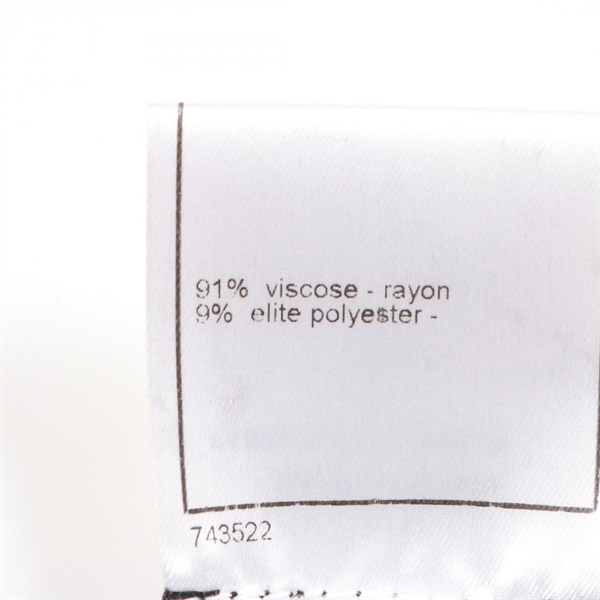 91% viscose - rayon
9% elite polyester -
743522